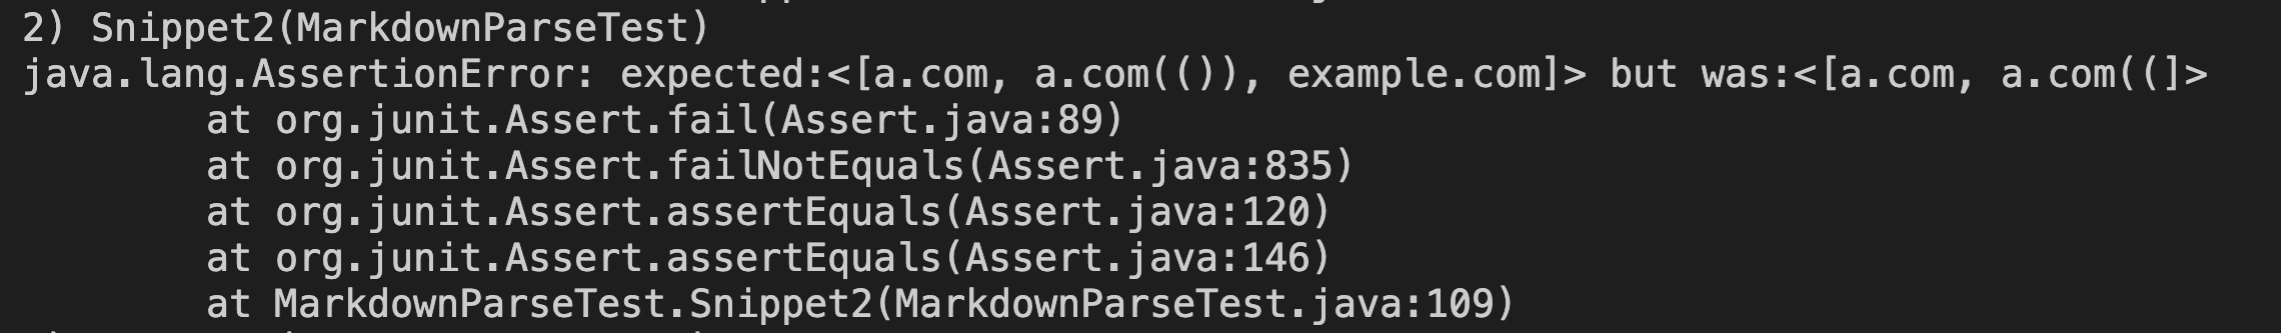 2) Snippet2(MarkdownParseTest)
java.lang.AssertionError: expected:<[a.com, a.com(()), example.com]> but was:<[a.com, a.com((]>
        at org.junit.Assert.fail(Assert.java:89)
        at org.junit.Assert.failNotEquals(Assert.java:835)
        at org.junit.Assert.assertEquals(Assert.java:120)
        at org.junit.Assert.assertEquals(Assert.java:146)
        at MarkdownParseTest.Snippet2(MarkdownParseTest.java:109)